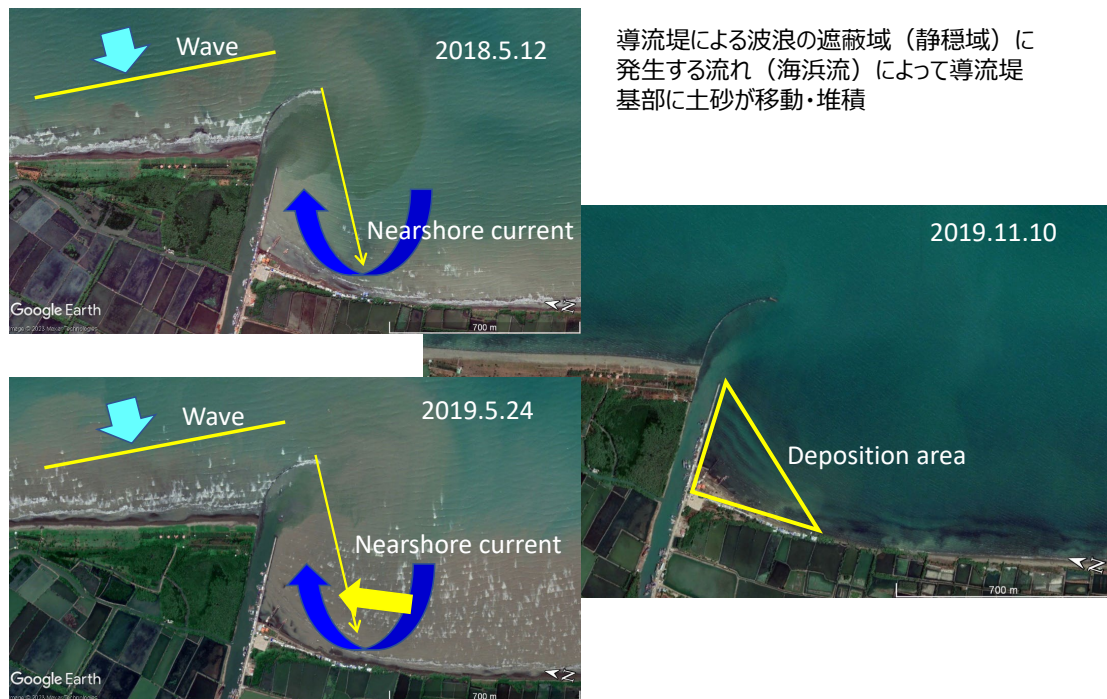 Wave
2018.5.12
Nearshore current
Google Earth
700 m
N
導流堤による波浪の遮蔽域（静穏域）に
発生する流れ（海浜流）によって導流堤
基部に土砂が移動・堆積
2019.11.10
Deposition area
700 m
N
Wave
2019.5.24
Nearshore current
Google Earth
700 m
N